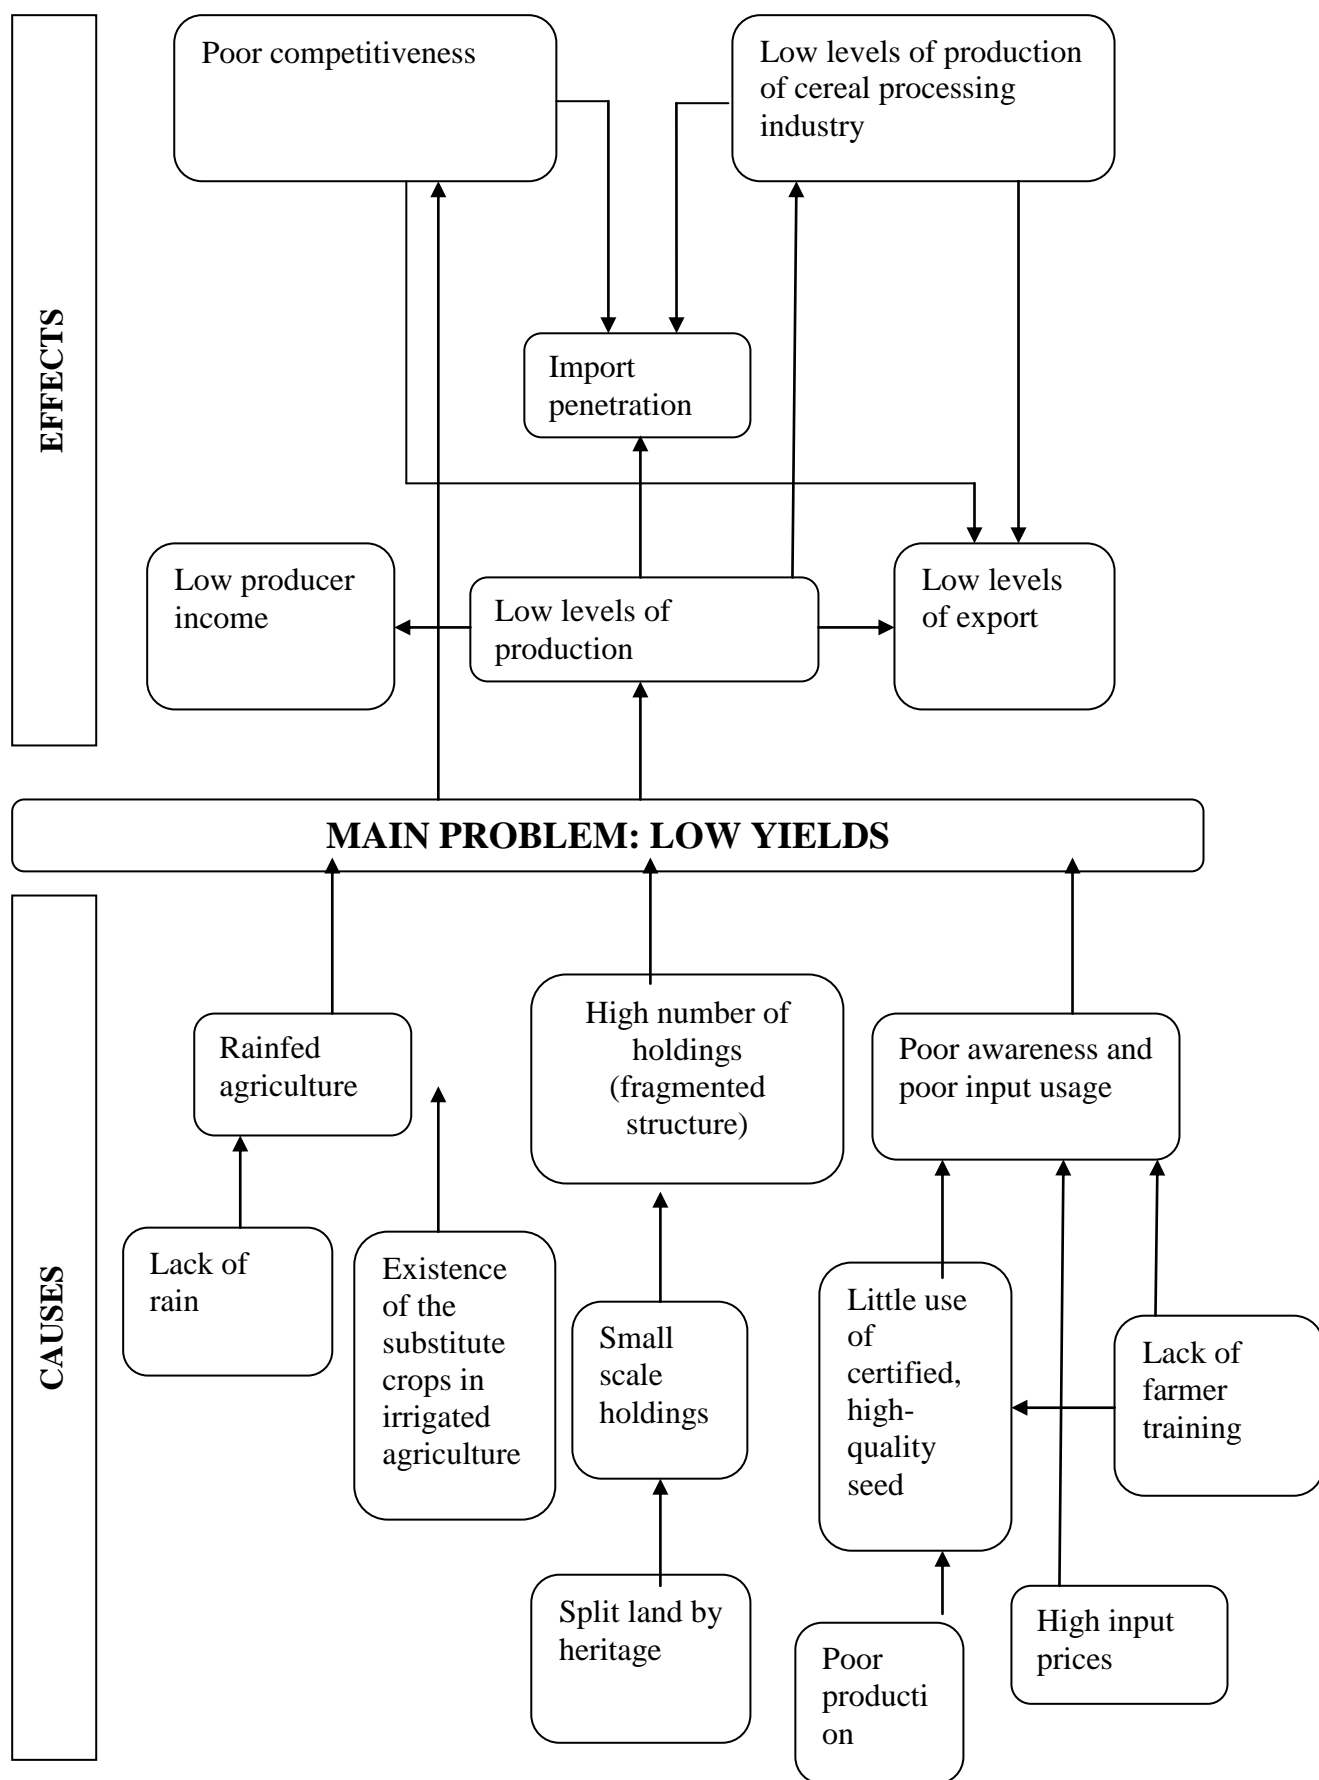 EFFECTS
Poor competitiveness
Low levels of production
of cereal processing
industry
Import
penetration
Low producer
income
Low levels of
production
Low levels
of export
MAIN PROBLEM: LOW YIELDS
CAUSES
Rainfed
agriculture
High number of
holdings
(fragmented
structure)
Poor awareness and
poor input usage
Lack of
rain
Existence
of the
substitute
crops in
irrigated
agriculture
Small
scale
holdings
Little use
of
certified,
high-
quality
seed
Lack of
farmer
training
Split land by
heritage
Poor
producti
on
High input
prices